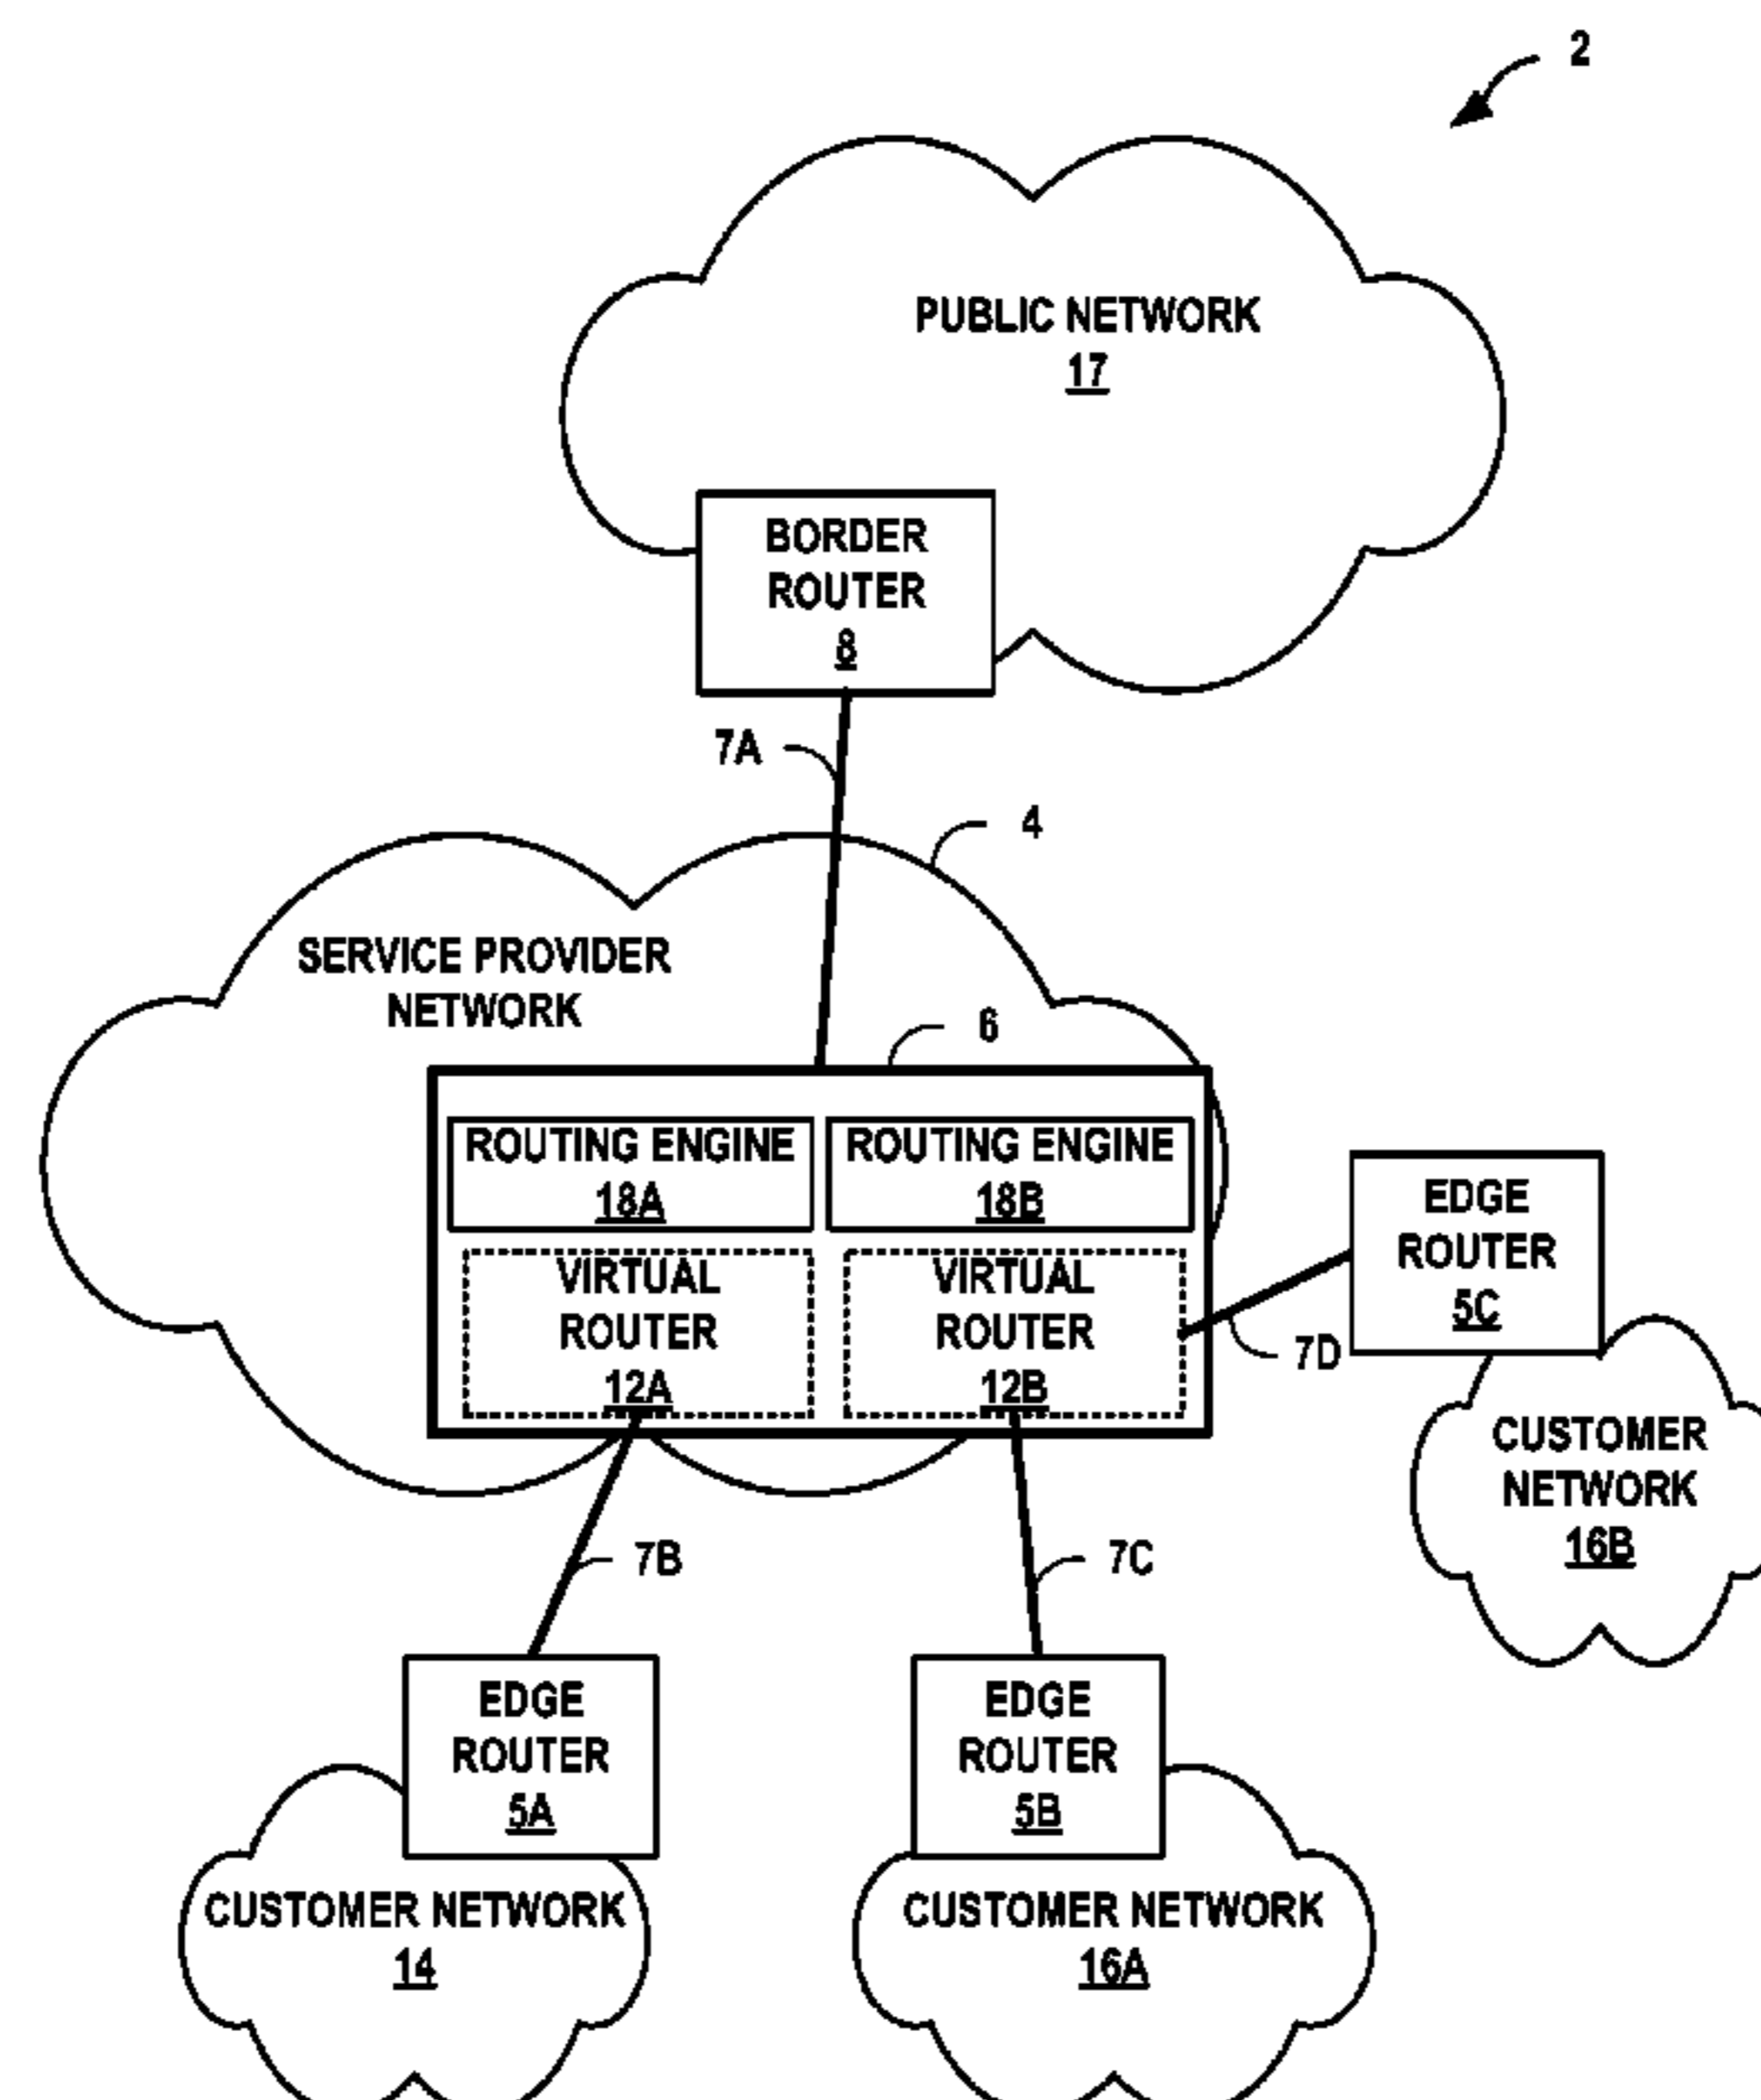 2
PUBLIC NETWORK
17
BORDER
ROUTER
8
7A
4
SERVICE PROVIDER
NETWORK
6
ROUTING ENGINE
18A
ROUTING ENGINE
18B
VIRTUAL
ROUTER
12A
VIRTUAL
ROUTER
12B
EDGE
ROUTER
5C
7D
CUSTOMER
NETWORK
16B
7B
7C
EDGE
ROUTER
5A
CUSTOMER NETWORK
14
EDGE
ROUTER
5B
CUSTOMER NETWORK
16A